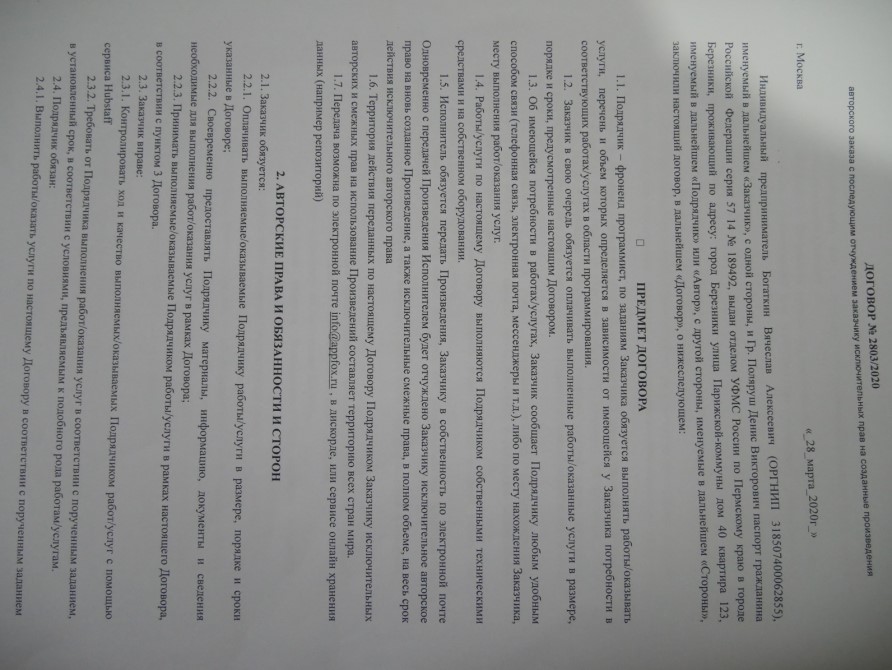 ДОГОВОР № 2803/2020
авторского заказа с последующим отчуждением заказчику исключительных прав на созданные произведения
г. Москва
«_28_марта_2020г_»
Индивидуальный предприниматель Богаткин Вячеслав Алексеевич (ОРГНИП 318507400062855),
именуемый в дальнейшем «Заказчик», с одной стороны, и Гр. Поляруш Денис Викторович паспорт гражданина
Российской Федерации серия 57 14 № 189492, выдан отделом УФМС России по Пермскому краю в городе
Березники, проживающий по адресу: город Березники улица Парижской-коммуны дом 40 квартира 123,
именуемый в дальнейшем «Подрядчик» или «Автор», с другой стороны, именуемые в дальнейшем «Стороны»,
заключили настоящий договор, в дальнейшем «Договор», о нижеследующем:
ПРЕДМЕТ ДОГОВОРА
1.1. Подрядчик – фроненд программист, по заданиям Заказчика обязуется выполнять работы/оказывать
услуги, перечень и объем которых определяется в зависимости от имеющейся у Заказчика потребности в
соответствующих работах/услугах в области программирования.
1.2. Заказчик в свою очередь обязуется оплачивать выполненные работы/оказанные услуги в размере,
порядке и сроки, предусмотренные настоящим Договором.
1.3. Об имеющейся потребности в работах/услугах, Заказчик сообщает Подрядчику любым удобным
способом связи (телефонная связь, электронная почта, мессенджеры и т.д.), либо по месту нахождения Заказчика,
месту выполнения работ/оказания услуг.
1.4. Работы/услуги по настоящему Договору выполняются Подрядчиком собственными техническими
средствами и на собственном оборудовании.
1.5. Исполнитель обязуется передать Произведения, Заказчику в собственность по электронной почте
Одновременно с передачей Произведения Исполнителем будет отчуждено Заказчику исключительное авторское
право на вновь созданное Произведение, а также исключительные смежные права, в полном объеме, на весь срок
действия исключительного авторского права
1.6. Территория действия переданных по настоящему Договору Подрядчиком Заказчику исключительных
авторских и смежных прав на использование Произведений составляет территорию всех стран мира.
1.7. Передача возможна по электронной почте info@appfox.ru , в дискорде, или сервисе онлайн хранения
данных (например репозиторий)
2. АВТОРСКИЕ ПРАВА И ОБЯЗАННОСТИ И СТОРОН
2.1. Заказчик обязуется:
2.2.1. Оплачивать выполняемые/оказываемые Подрядчику работы/услуги в размере, порядке и сроки
указанные в Договоре;
2.2.2. Своевременно предоставлять Подрядчику материалы, информацию, документы и сведения
необходимые для выполнения работ/оказания услуг в рамках Договора;
2.2.3. Принимать выполняемые/оказываемые Подрядчиком работы/услуги в рамках настоящего Договора,
в соответствии с пунктом 3 Договора.
2.3. Заказчик вправе:
2.3.1. Контролировать ход и качество выполняемых/оказываемых Подрядчиком работ/услуг с помощью
сервиса Hubstaff
2.3.2. Требовать от Подрядчика выполнения работ/оказания услуг в соответствии с порученным заданием,
в установленный срок, в соответствии с условиями, предъявляемым к подобного рода работам/услугам.
2.4. Подрядчик обязан:
2.4.1. Выполнить работы/оказать услуги по настоящему Договору в соответствии с порученным заданием